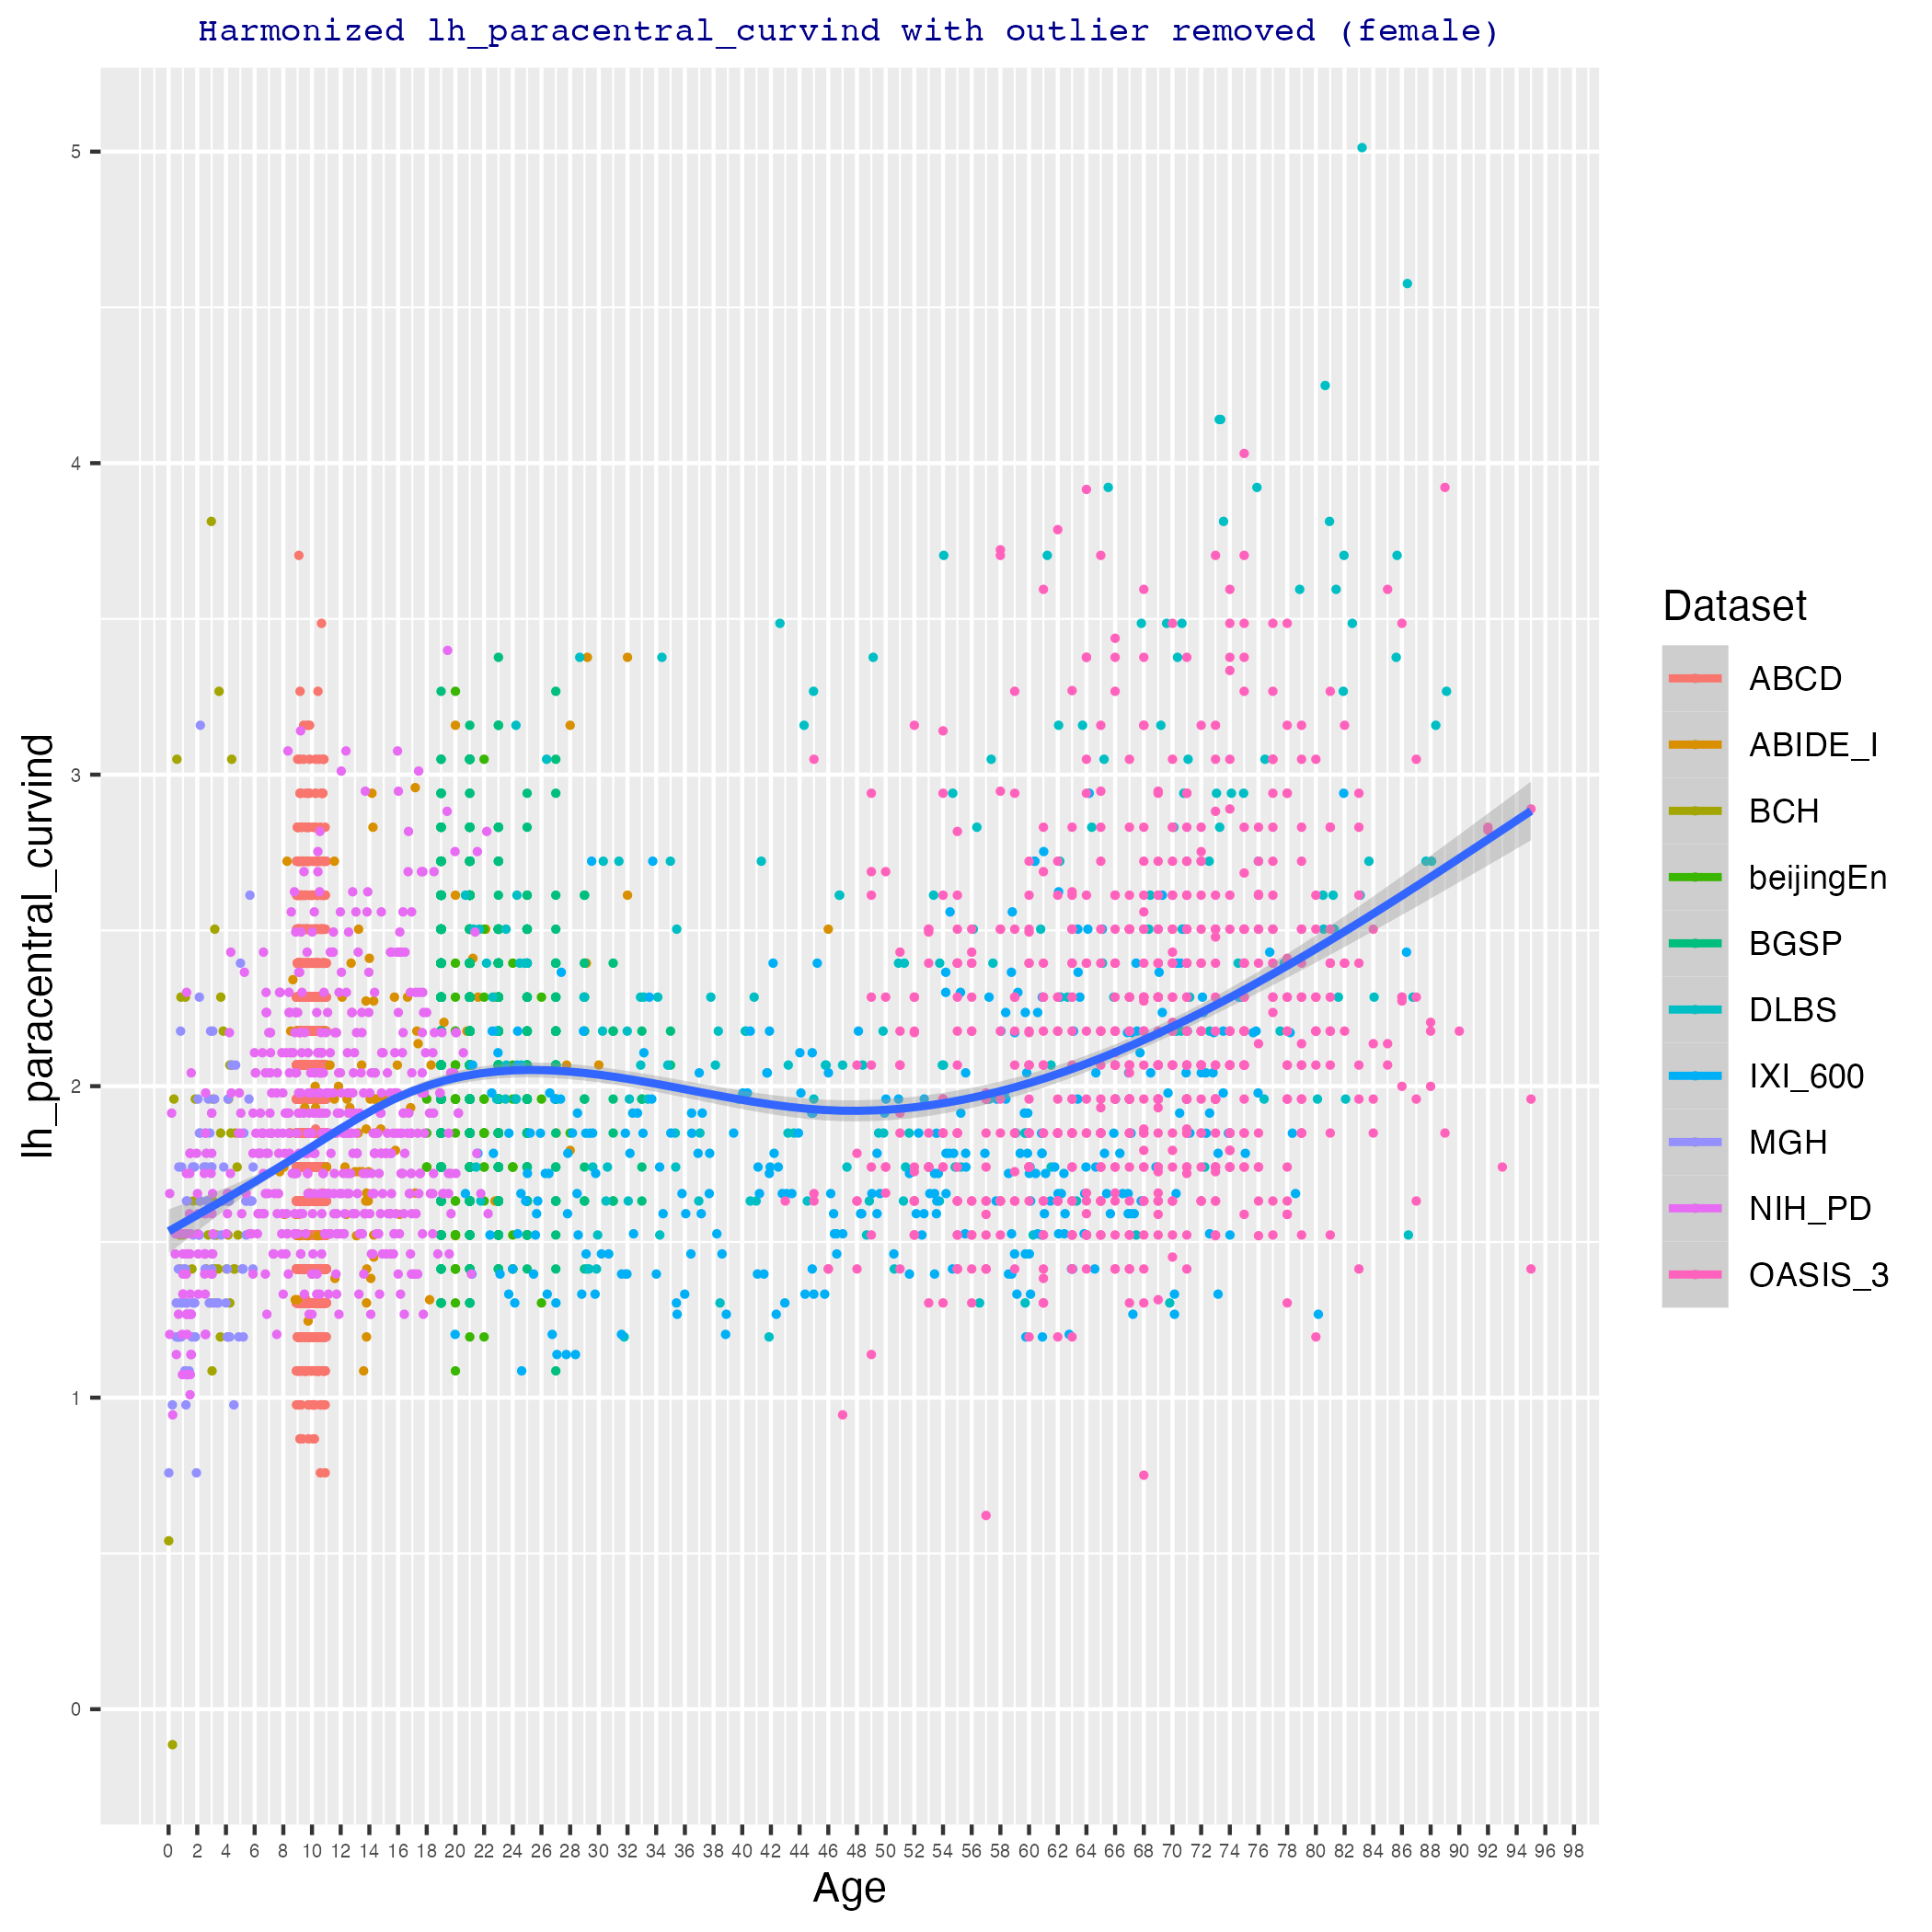 Harmonized lh_paracentral_curvind with outlier removed (female)
lh_paracentral_curvind
5
4
3
2
1
0
0 2 4 6 8 10 12 14 16 18 20 22 24 26 28 30 32 34 36 38 40 42 44 46 48 50 52 54 56 58 60 62 64 66 68 70 72 74 76 78 80 82 84 86 88 90 92 94 96 98
Age
Dataset
ABCD
ABIDE_I
BCH
beijingEn
BGSP
DLBS
IXI_600
MGH
NIH_PD
OASIS_3